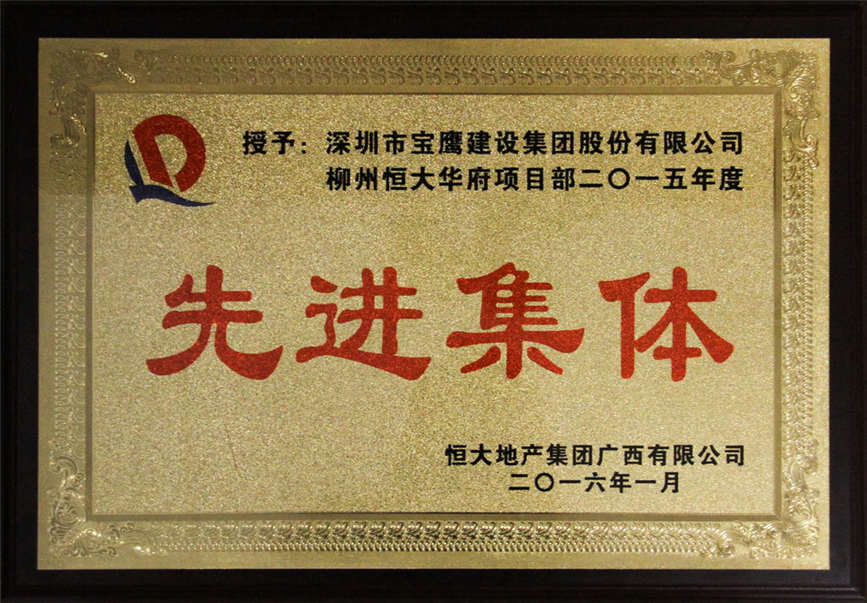 授予：深圳市宝鹰建设集团股份有限公司
柳州恒大华府项目部二〇一五年度
先进集体
恒大地产集团广西有限公司
二〇一六年一月